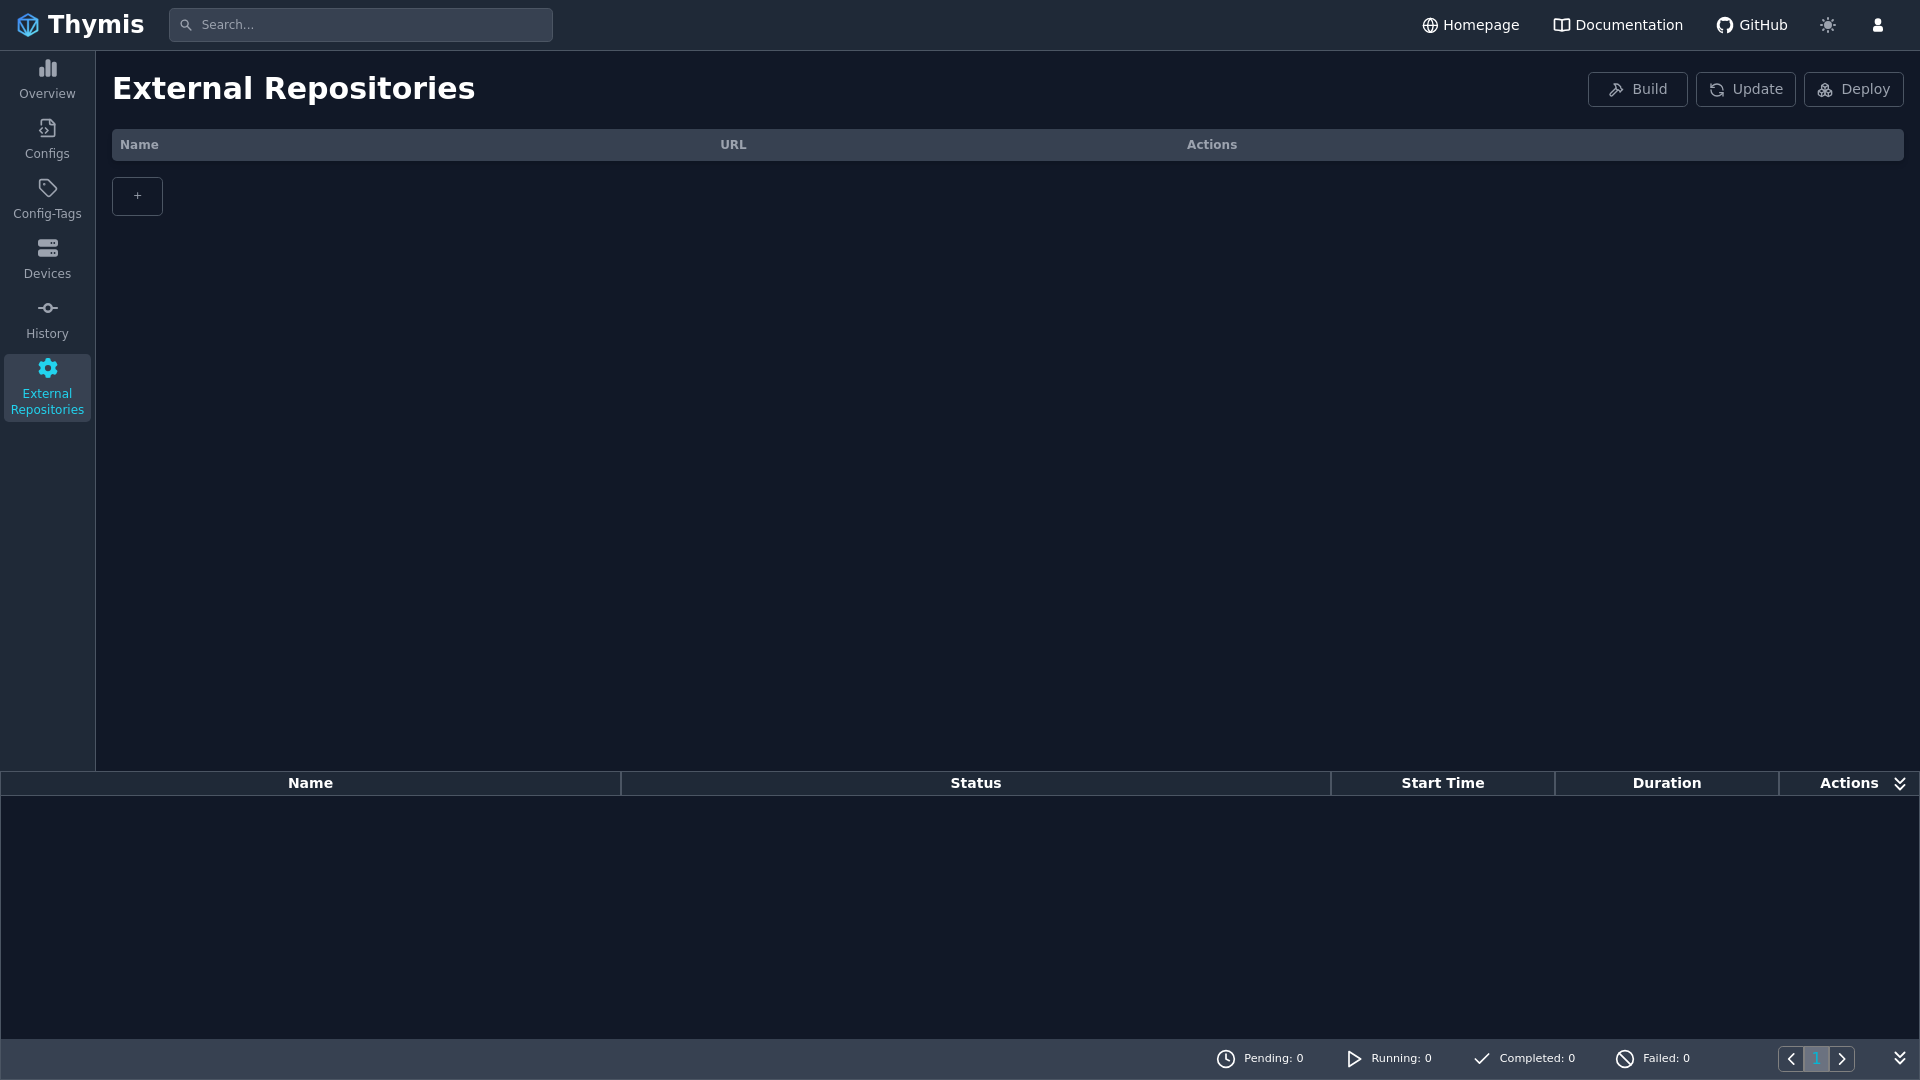 Thymis
Search...
Homepage
Documentation
GitHub
Overview
Configs
Config-Tags
Devices
History
External
Repositories
External Repositories
Build
Update
Deploy
Name URL Actions
+
Name Status Start Time Duration Actions
Pending: 0
Running: 0
Completed: 0
Failed: 0
1